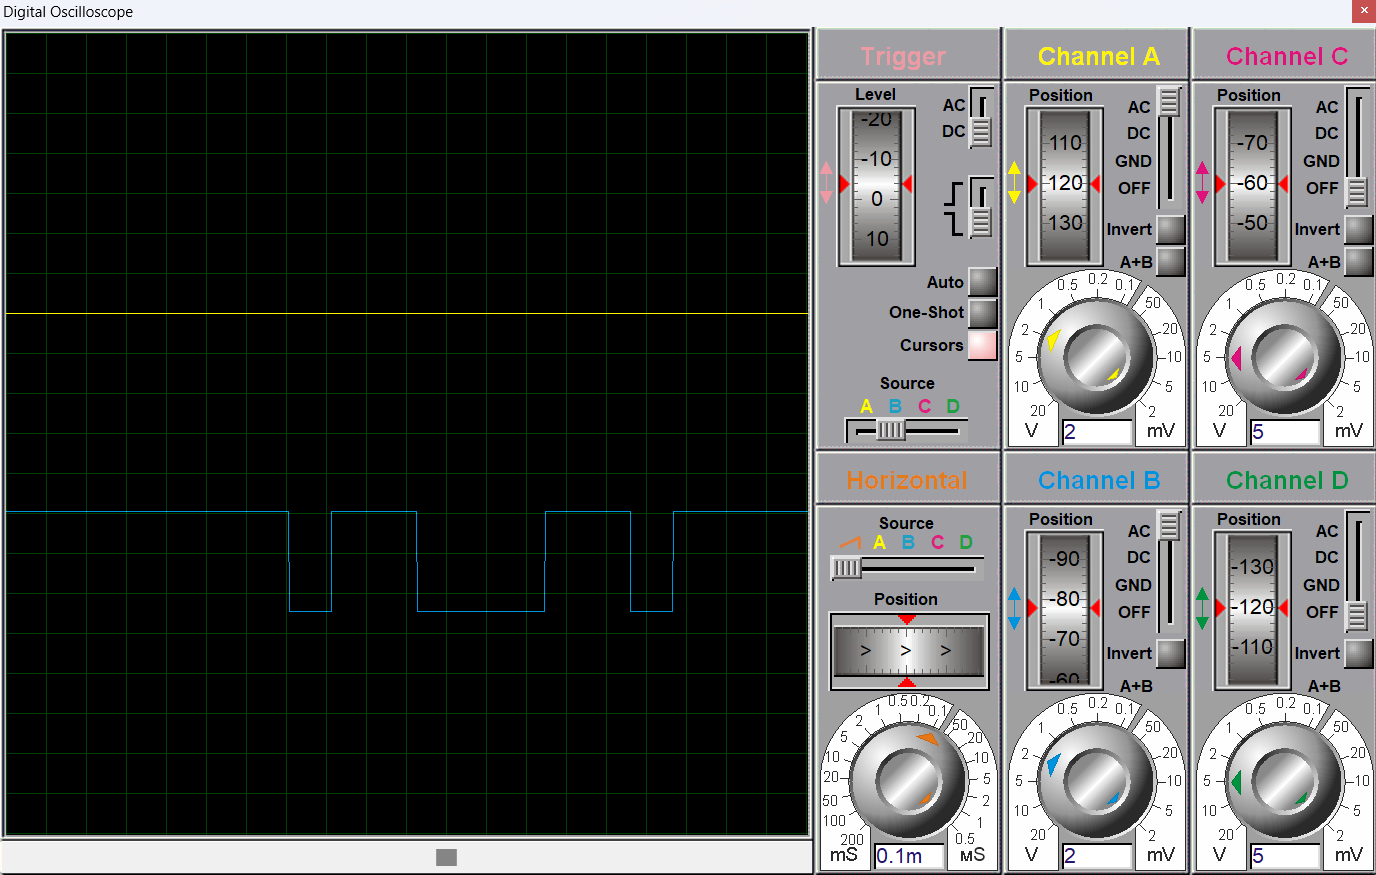 Digital Oscilloscope
Trigger
Level
-20
-10
0
10
AC
DC
Auto
One-Shot
Cursors
Source
A B C D
Channel A
Position
110
120
130
AC
DC
GND
OFF
Invert
A+B
20
10
5
2
1
0.5
0.2
0.1
50
20
10
5
2
V
2
mV
Channel C
Position
-70
-60
-50
AC
DC
GND
OFF
Invert
A+B
20
10
5
2
1
0.5
0.2
0.1
50
20
10
5
2
V
5
mV
Horizontal
Source
A B C D
Position
> > >
200
100
50
20
10
5
2
1
0.5
0.2
0.1
50
20
10
5
2
1
0.5
mS
0.1m
мS
Channel B
Position
-90
-80
-70
-60
AC
DC
GND
OFF
Invert
A+B
20
10
5
2
1
0.5
0.2
0.1
50
20
10
5
2
V
2
mV
Channel D
Position
-130
-120
-110
AC
DC
GND
OFF
Invert
A+B
20
10
5
2
1
0.5
0.2
0.1
50
20
10
5
2
V
5
mV